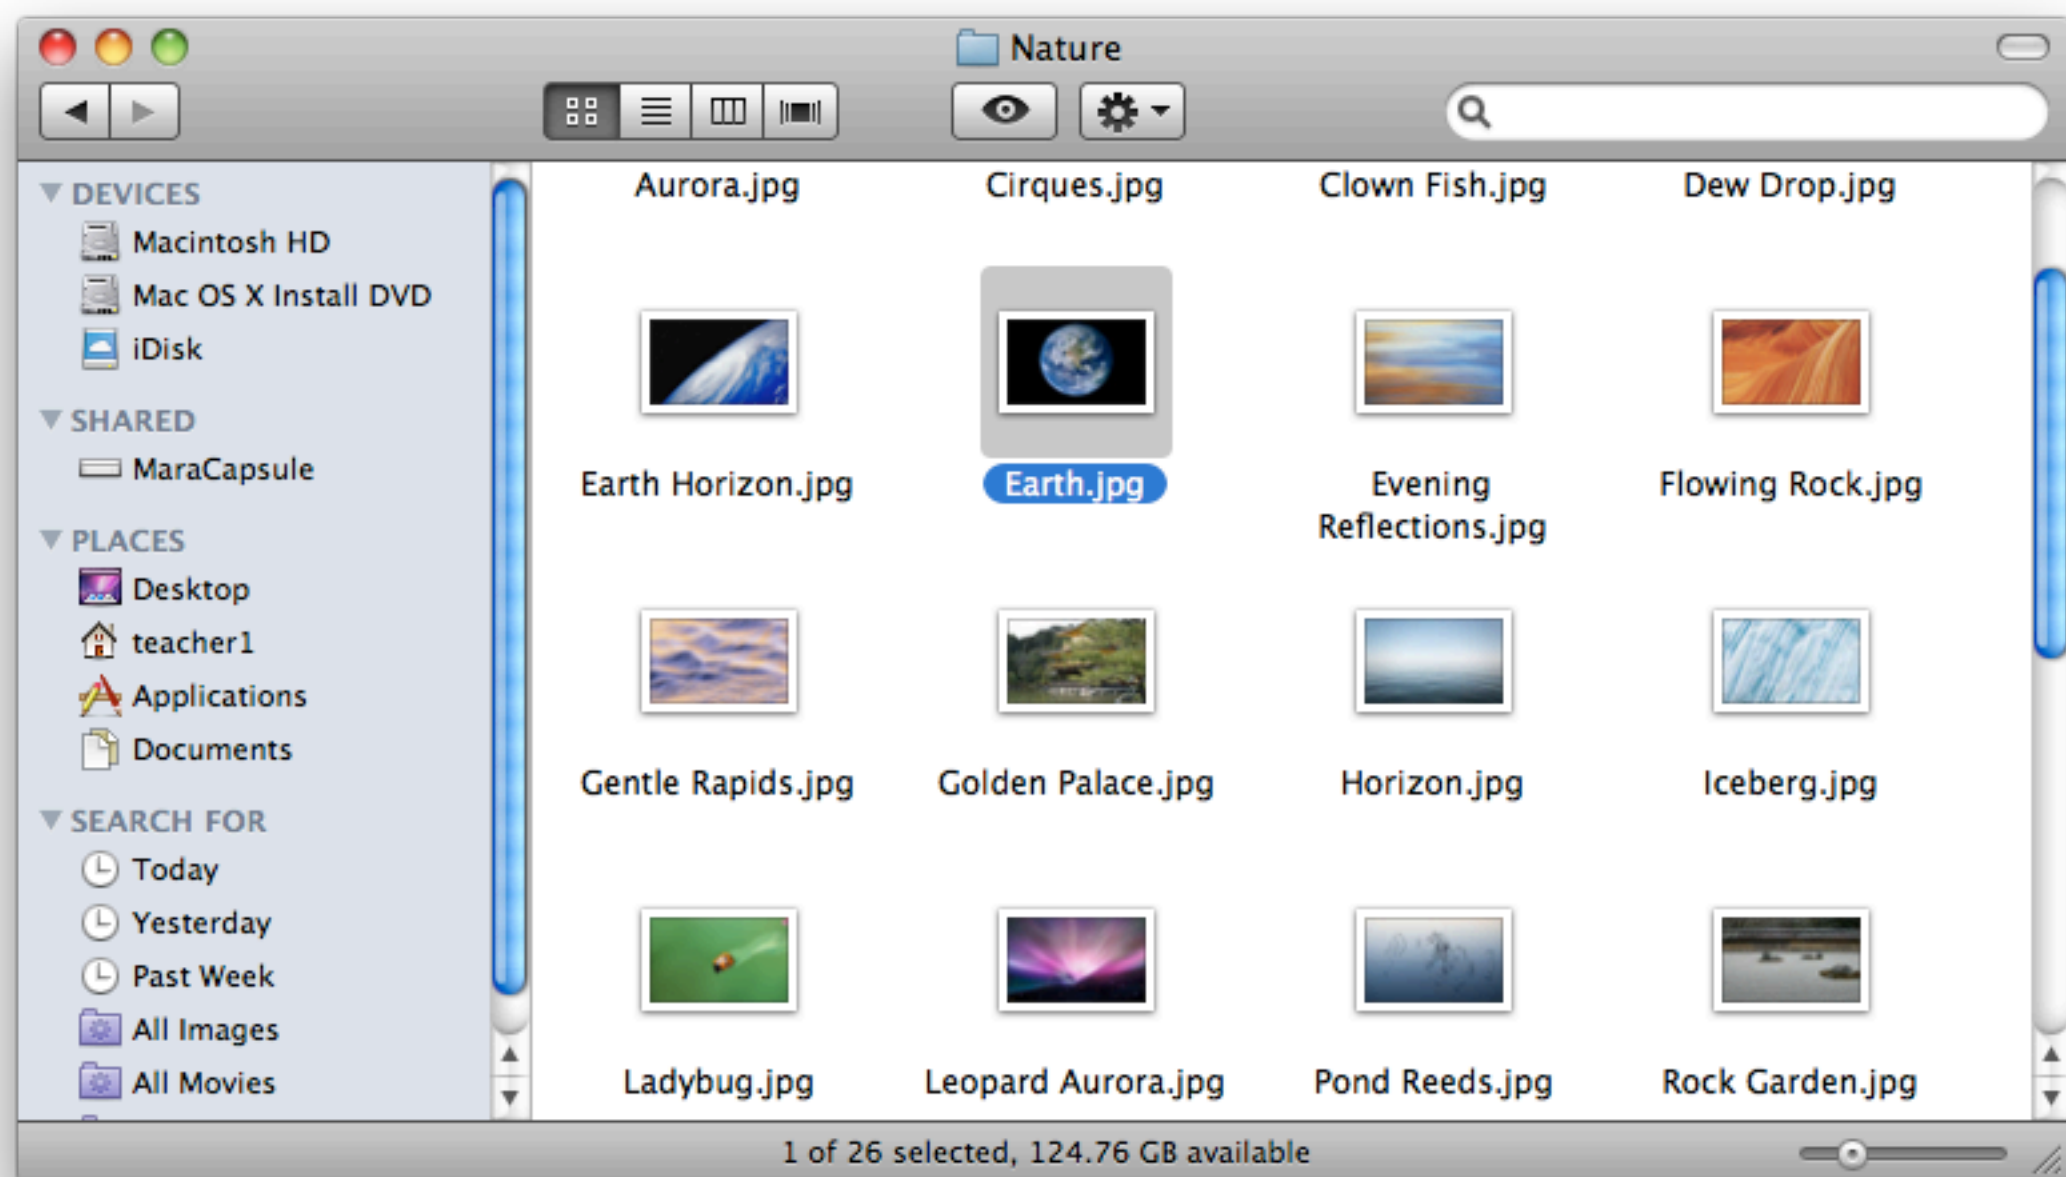 Nature
DEVICES
Macintosh HD
Mac OS X Install DVD
iDisk
SHARED
MaraCapsule
PLACES
Desktop
teacher1
Applications
Documents
SEARCH FOR
Today
Yesterday
Past Week
All Images
All Movies
Aurora.jpg
Cirques.jpg
Clown Fish.jpg
Dew Drop.jpg
Earth Horizon.jpg
Earth.jpg
Evening
Reflections.jpg
Flowing Rock.jpg
Gentle Rapids.jpg
Golden Palace.jpg
Horizon.jpg
Iceberg.jpg
Ladybug.jpg
Leopard Aurora.jpg
Pond Reeds.jpg
Rock Garden.jpg
1 of 26 selected, 124.76 GB available